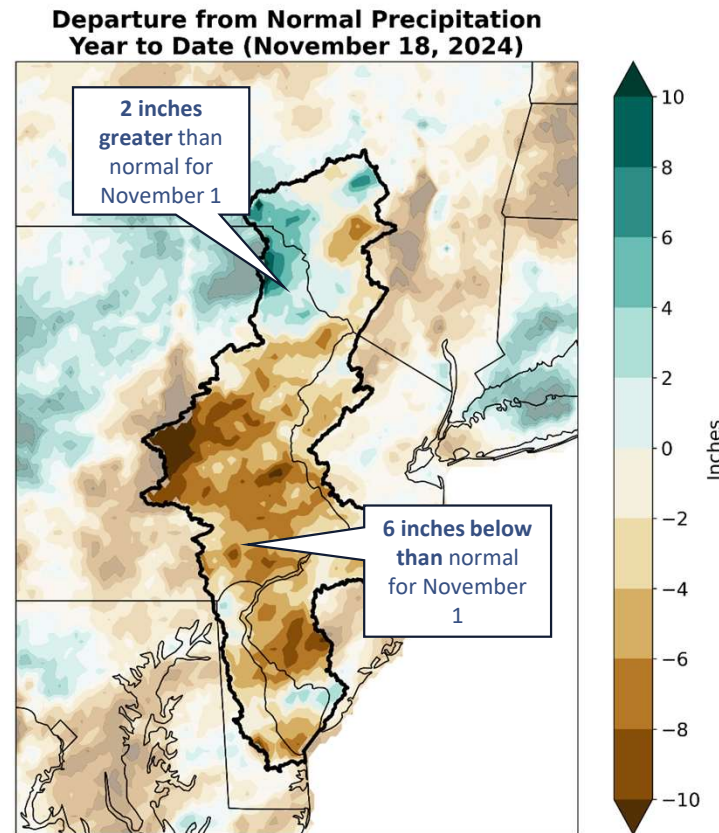 Departure from Normal Precipitation
Year to Date (November 18, 2024)
2 inches
greater than
normal for
November 1
6 inches below
than normal
for November
1
10
8
6
4
2
0
−2
−4
−6
−8
−10
Inches